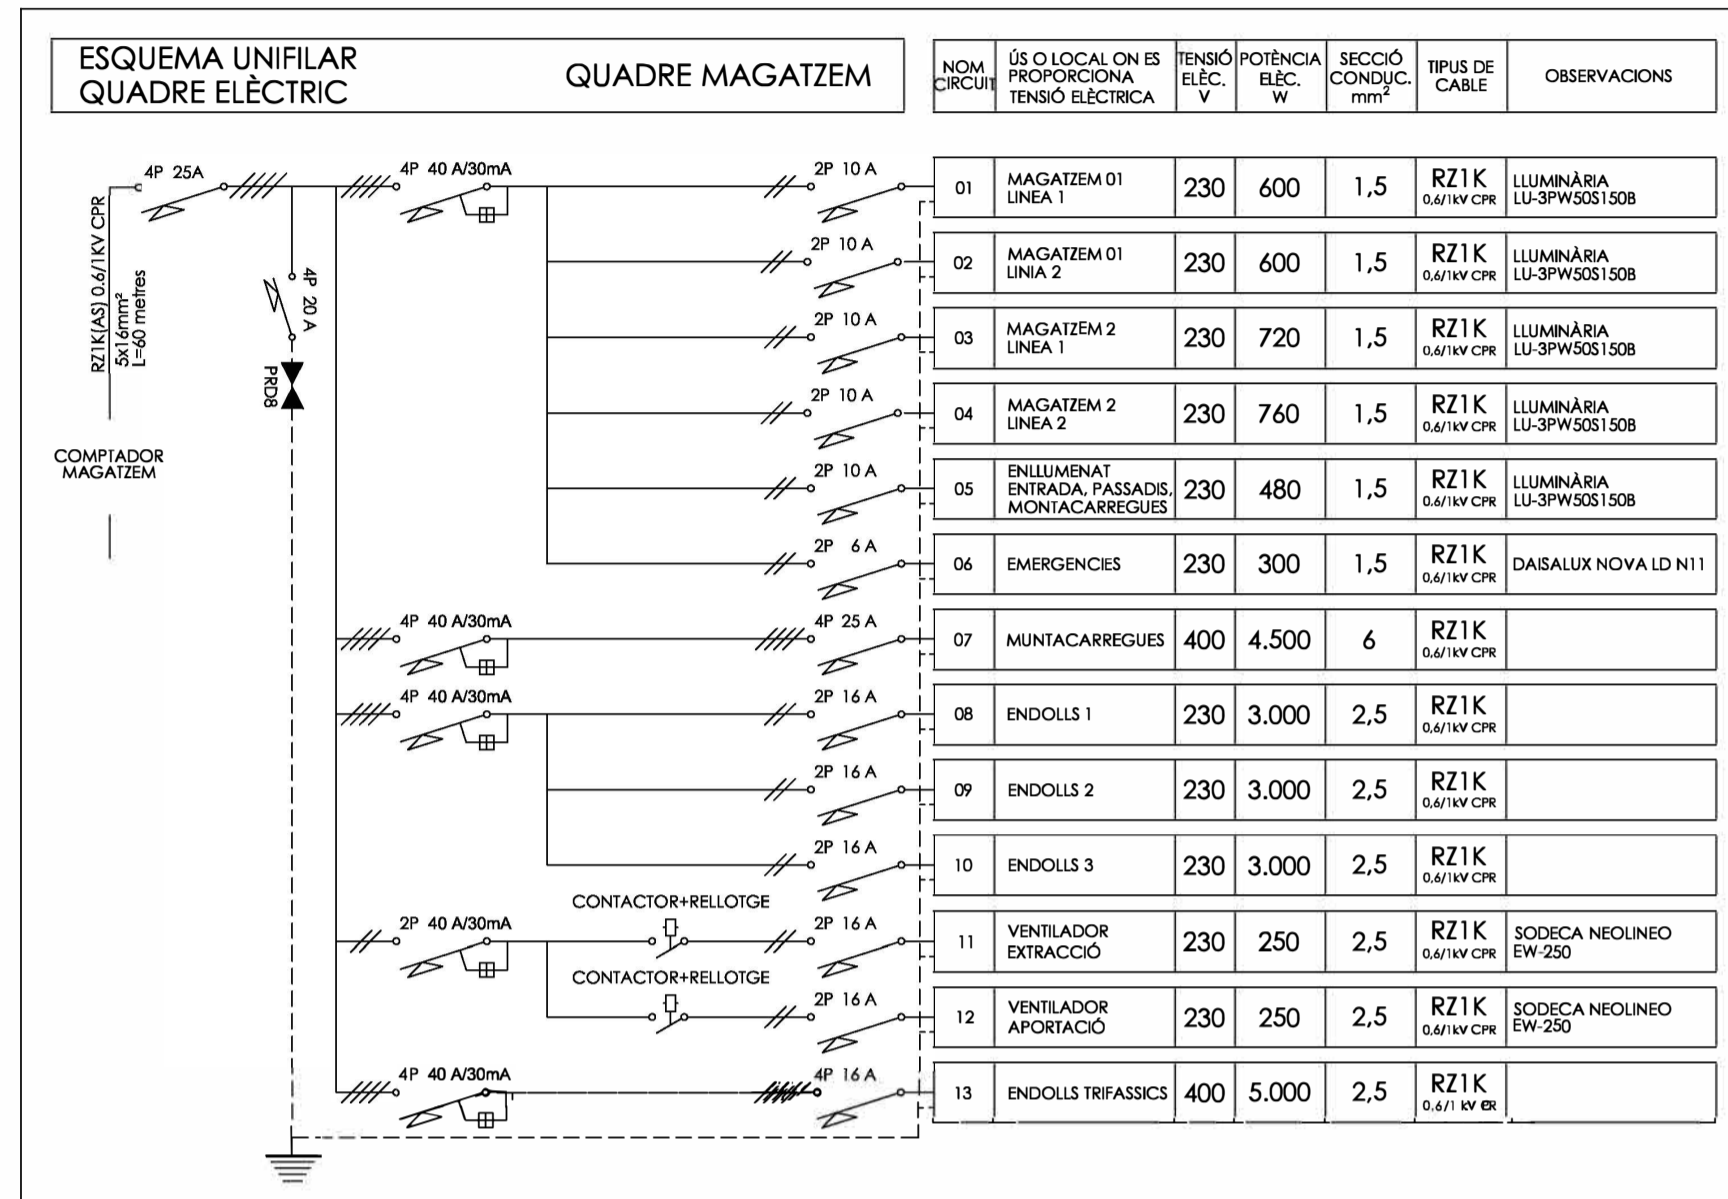 ESQUEMA UNIFILAR
QUADRE ELÈCTRIC
QUADRE MAGATZEM
NOM
CIRCUIT
ÚS O LOCAL ON ES
PROPORCIONA
TENSIÓ ELÈCTRICA
TENSIÓ
ELÈC.
V
POTÈNCIA
ELÈC.
W
SECCIÓ
CONDUC.
mm²
TIPUS DE
CABLE
OBSERVACIONS
RZ1K(AS) 0.6/1KV CPR
5x16mm²
L=60 metres
COMPTADOR
MAGATZEM
4P 25A
4P 20 A
PRD8
4P 40 A/30mA
2P 10 A
01
MAGATZEM 01
LINEA 1
230
600
1,5
RZ1K
0,6/1kV CPR
LLUMINÀRIA
LU-3PW50S150B
2P 10 A
02
MAGATZEM 01
LINIA 2
230
600
1,5
RZ1K
0,6/1kV CPR
LLUMINÀRIA
LU-3PW50S150B
2P 10 A
03
MAGATZEM 2
LINEA 1
230
720
1,5
RZ1K
0,6/1kV CPR
LLUMINÀRIA
LU-3PW50S150B
2P 10 A
04
MAGATZEM 2
LINEA 2
230
760
1,5
RZ1K
0,6/1kV CPR
LLUMINÀRIA
LU-3PW50S150B
2P 10 A
05
ENLLUMENAT
ENTRADA, PASSADIS,
MONTACARREGUES
230
480
1,5
RZ1K
0.6/1kV CPR
LLUMINÀRIA
LU-3PW50S150B
2P 6 A
06
EMERGENCIES
230
300
1,5
RZ1K
0,6/1kV CPR
DAISALUX NOVA LD N11
4P 40 A/30mA
4P 25 A
07
MUNTACARREGUES
400
4.500
6
RZ1K
0,6/1kV CPR
4P 40 A/30mA
2P 16 A
08
ENDOLLS 1
230
3.000
2,5
RZ1K
0,6/1kV CPR
2P 16 A
09
ENDOLLS 2
230
3.000
2,5
RZ1K
0,6/1kV CPR
2P 16 A
10
ENDOLLS 3
230
3.000
2,5
RZ1K
0,6/1kV CPR
2P 40 A/30mA
CONTACTOR+RELLOTGE
2P 16 A
11
VENTILADOR
EXTRACCIÓ
230
250
2,5
RZ1K
0,6/1kV CPR
SODECA NEOLINEO
EW-250
CONTACTOR+RELLOTGE
2P 16 A
12
VENTILADOR
APORTACIÓ
230
250
2,5
RZ1K
0,6/1kV CPR
SODECA NEOLINEO
EW-250
4P 40 A/30mA
4P 16 A
13
ENDOLLS TRIFASSICS
400
5.000
2,5
RZ1K
0,6/1 kV